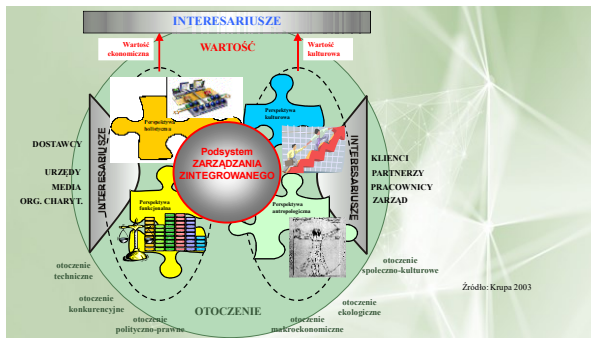 INTERESARIUSZE
Wartość
ekonomiczna
WARTOŚĆ
Wartość
kulturowa
Perspektywa
holistyczna
Perspektywa
kulturowa
Podsystem
ZARZĄDZANIA
ZINTEGROWANEGO
INTERESARIUSZE
DOSTAWCY
URZĘDY
MEDIA
ORG. CHARYT.
INTERESARIUSZE
KLIENCI
PARTNERZY
PRACOWNICY
ZARZĄD
Perspektywa
funkcjonalna
Perspektywa
antropologiczna
otoczenie
techniczne
otoczenie
konkurencyjne
otoczenie
polityczno-prawne
OTOCZENIE
otoczenie
makroekonomiczne
otoczenie
ekologiczne
otoczenie
społeczno-kulturowe
Źródło: Krupa 2003